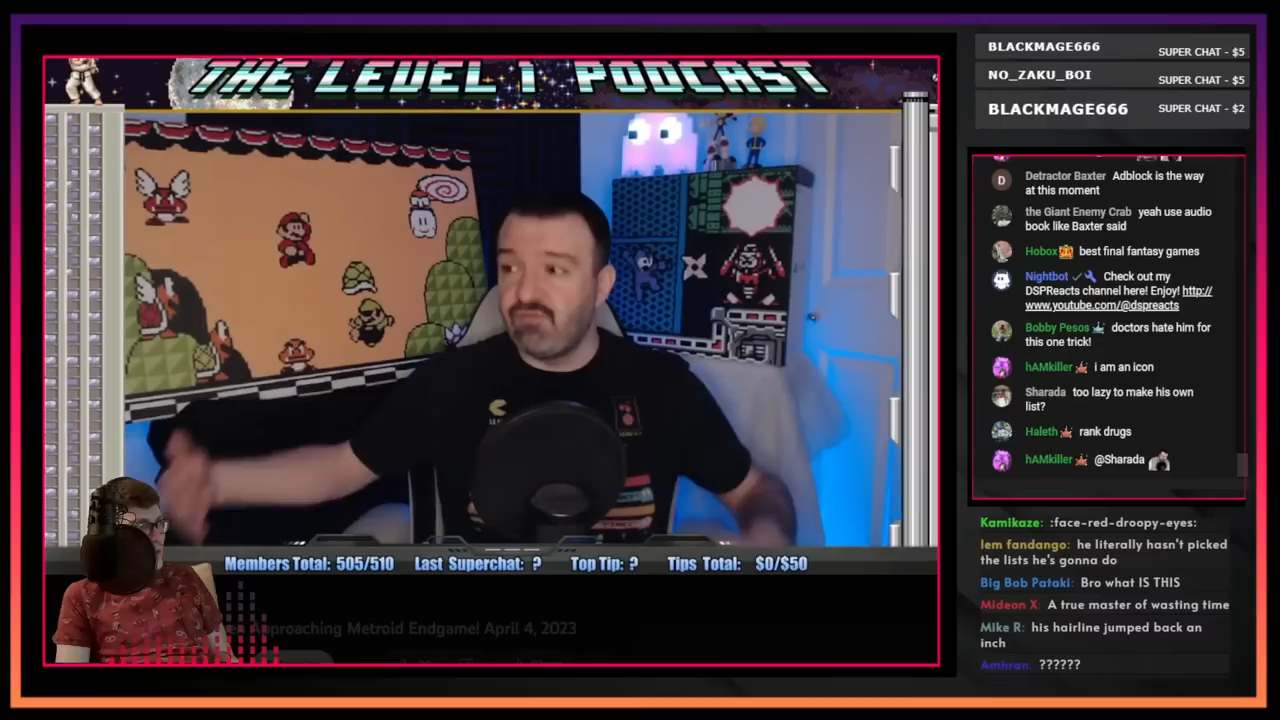 THE LEVEL 1 PODCAST
Members Total: 505/510 Last Superchat: ? Top Tip: ? Tips Total: $0/$50
Approaching Metroid Endgame! April 4, 2023
BLACKMAGE666 SUPER CHAT - $5
NO_ZAKU_BOI SUPER CHAT - $5
BLACKMAGE666 SUPER CHAT - $2
D Detractor Baxter Adblock is the way
at this moment
the Giant Enemy Crab yeah use audio
book like Baxter said
Hobox best final fantasy games
Nightbot Check out my
DSPReacts channel here! Enjoy! http://
www.youtube.com/@dspreacts
Bobby Pesos doctors hate him for
this one trick!
hAMkiller i am an icon
Sharada too lazy to make his own
list?
Haleth rank drugs
hAMkiller @Sharada
Kamikaze: :face-red-droopy-eyes:
lem fandango: he literally hasn't picked
the lists he's gonna do
Big Bob Pataki: Bro what IS THIS
Mideon X: A true master of wasting time
Mike R: his hairline jumped back an
inch
Amhran: ??????